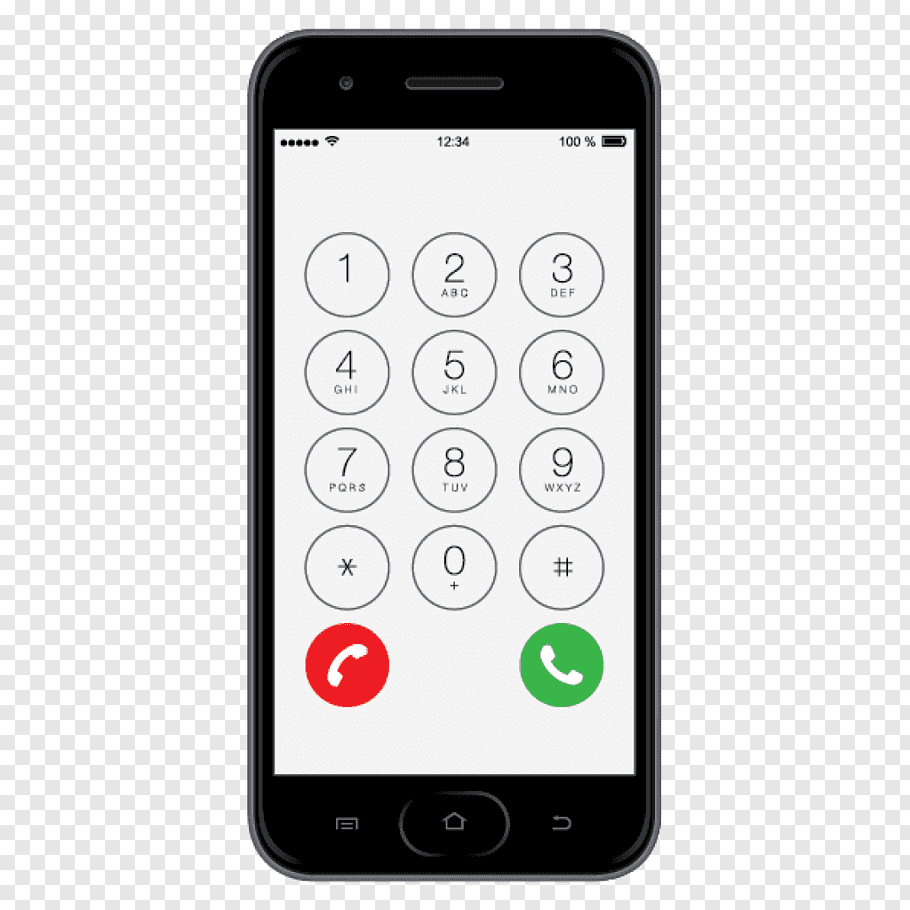 12:34 100 %
1 2 3
ABC DEF
4 5 6
GHI JKL MNO
7 8 9
PQRS TUV WXYZ
* 0 #
+